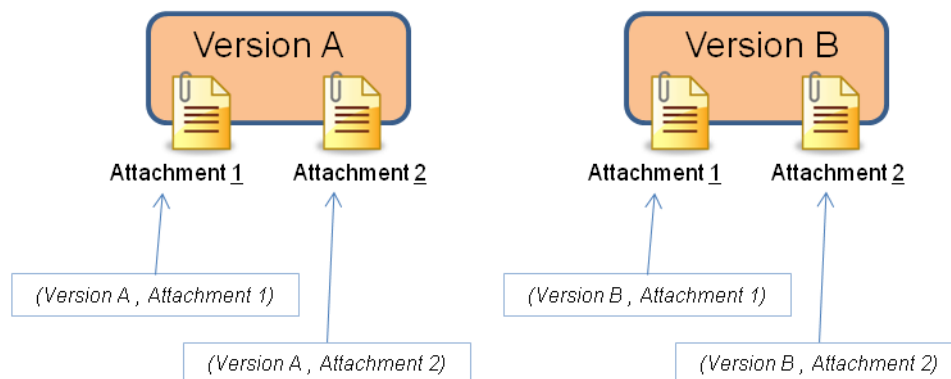 Version A
Version B
Attachment 1
Attachment 2
Attachment 1
Attachment 2
(Version A , Attachment 1)
(Version B , Attachment 1)
(Version A , Attachment 2)
(Version B , Attachment 2)